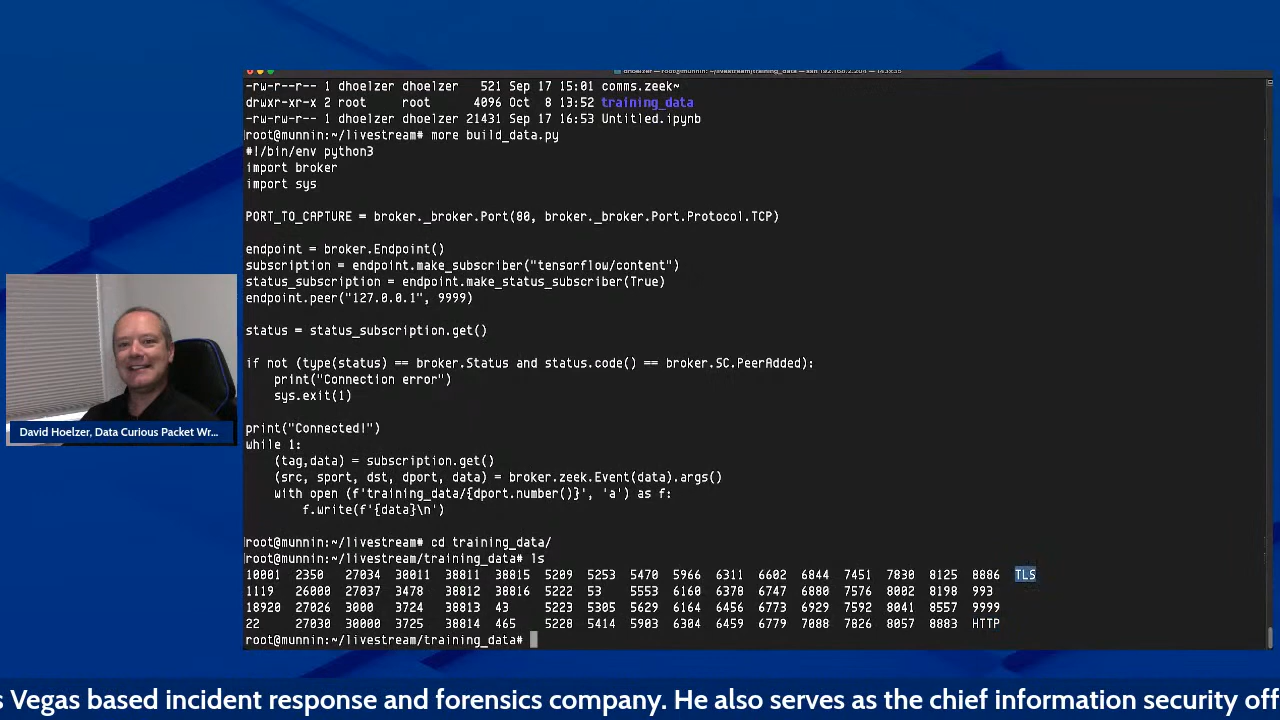 -rw-r--r-- 1 dhoelzer dhoelzer   521 Sep 17 15:01 comms.zeek~
drwxr-xr-x 2 root     root      4096 Oct  8 13:52 training_data
-rw-rw-r-- 1 dhoelzer dhoelzer 21431 Sep 17 16:53 Untitled.ipynb
root@munnin:~/livestream# more build_data.py
#!/bin/env python3
import broker
import sys
PORT_TO_CAPTURE = broker._broker.Port(80, broker._broker.Port.Protocol.TCP)
endpoint = broker.Endpoint()
subscription = endpoint.make_subscriber("tensorflow/content")
status_subscription = endpoint.make_status_subscriber(True)
endpoint.peer("127.0.0.1", 9999)
status = status_subscription.get()
if not (type(status) == broker.Status and status.code() == broker.SC.PeerAdded):
    print("Connection error")
    sys.exit(1)
print("Connected!")
while 1:
    (tag,data) = subscription.get()
    (src, sport, dst, dport, data) = broker.zeek.Event(data).args()
    with open (f'training_data/{dport.number()}', 'a') as f:
        f.write(f'{data}\n')
root@munnin:~/livestream# cd training_data/
root@munnin:~/livestream/training_data# ls
10001  2350   27034  30011  38811  38815  5209  5253  5470  5966  6311  6602  6844  7451  7830  8125  8886  TLS
1119   26000  27037  3478   38812  38816  5222  53    5553  6160  6378  6747  6880  7576  8002  8198  993
18920  27026  3000   3724   38813  43     5223  5305  5629  6164  6456  6773  6929  7592  8041  8557  9999
22     27030  30000  3725   38814  465    5228  5414  5903  6304  6459  6779  7088  7826  8057  8883  HTTP
root@munnin:~/livestream/training_data#
David Hoelzer, Data Curious Packet Wr...
s Vegas based incident response and forensics company. He also serves as the chief information security off